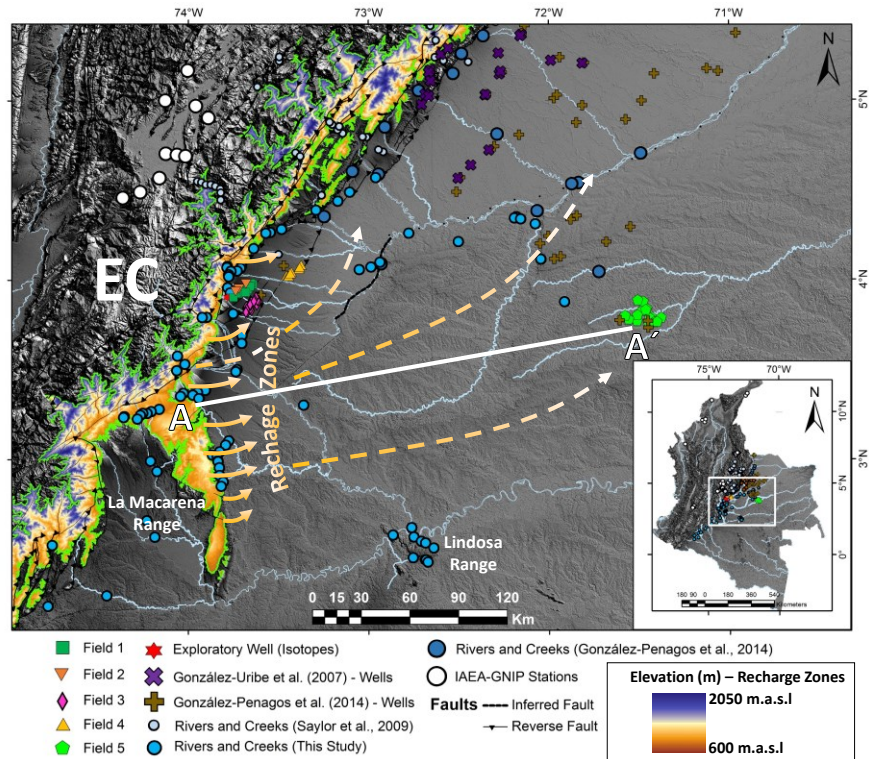 74°W
73°W
72°W
71°W
N
5°N
EC
4°N
Rechage Zones
A
A´
3°N
La Macarena
Range
Lindosa
Range
0 15 30 60 90 120
Km
75°W
70°W
N
10°N
5°N
0°
180 90 0 180 360 540
Kilometers
Field 1
Field 2
Field 3
Field 4
Field 5
Exploratory Well (Isotopes)
González-Uribe et al. (2007) - Wells
González-Penagos et al. (2014) - Wells
Rivers and Creeks (Saylor et al., 2009)
Rivers and Creeks (This Study)
Rivers and Creeks (González-Penagos et al., 2014)
IAEA-GNIP Stations
Faults
Inferred Fault
Reverse Fault
Elevation (m) – Recharge Zones
2050 m.a.s.l
600 m.a.s.l